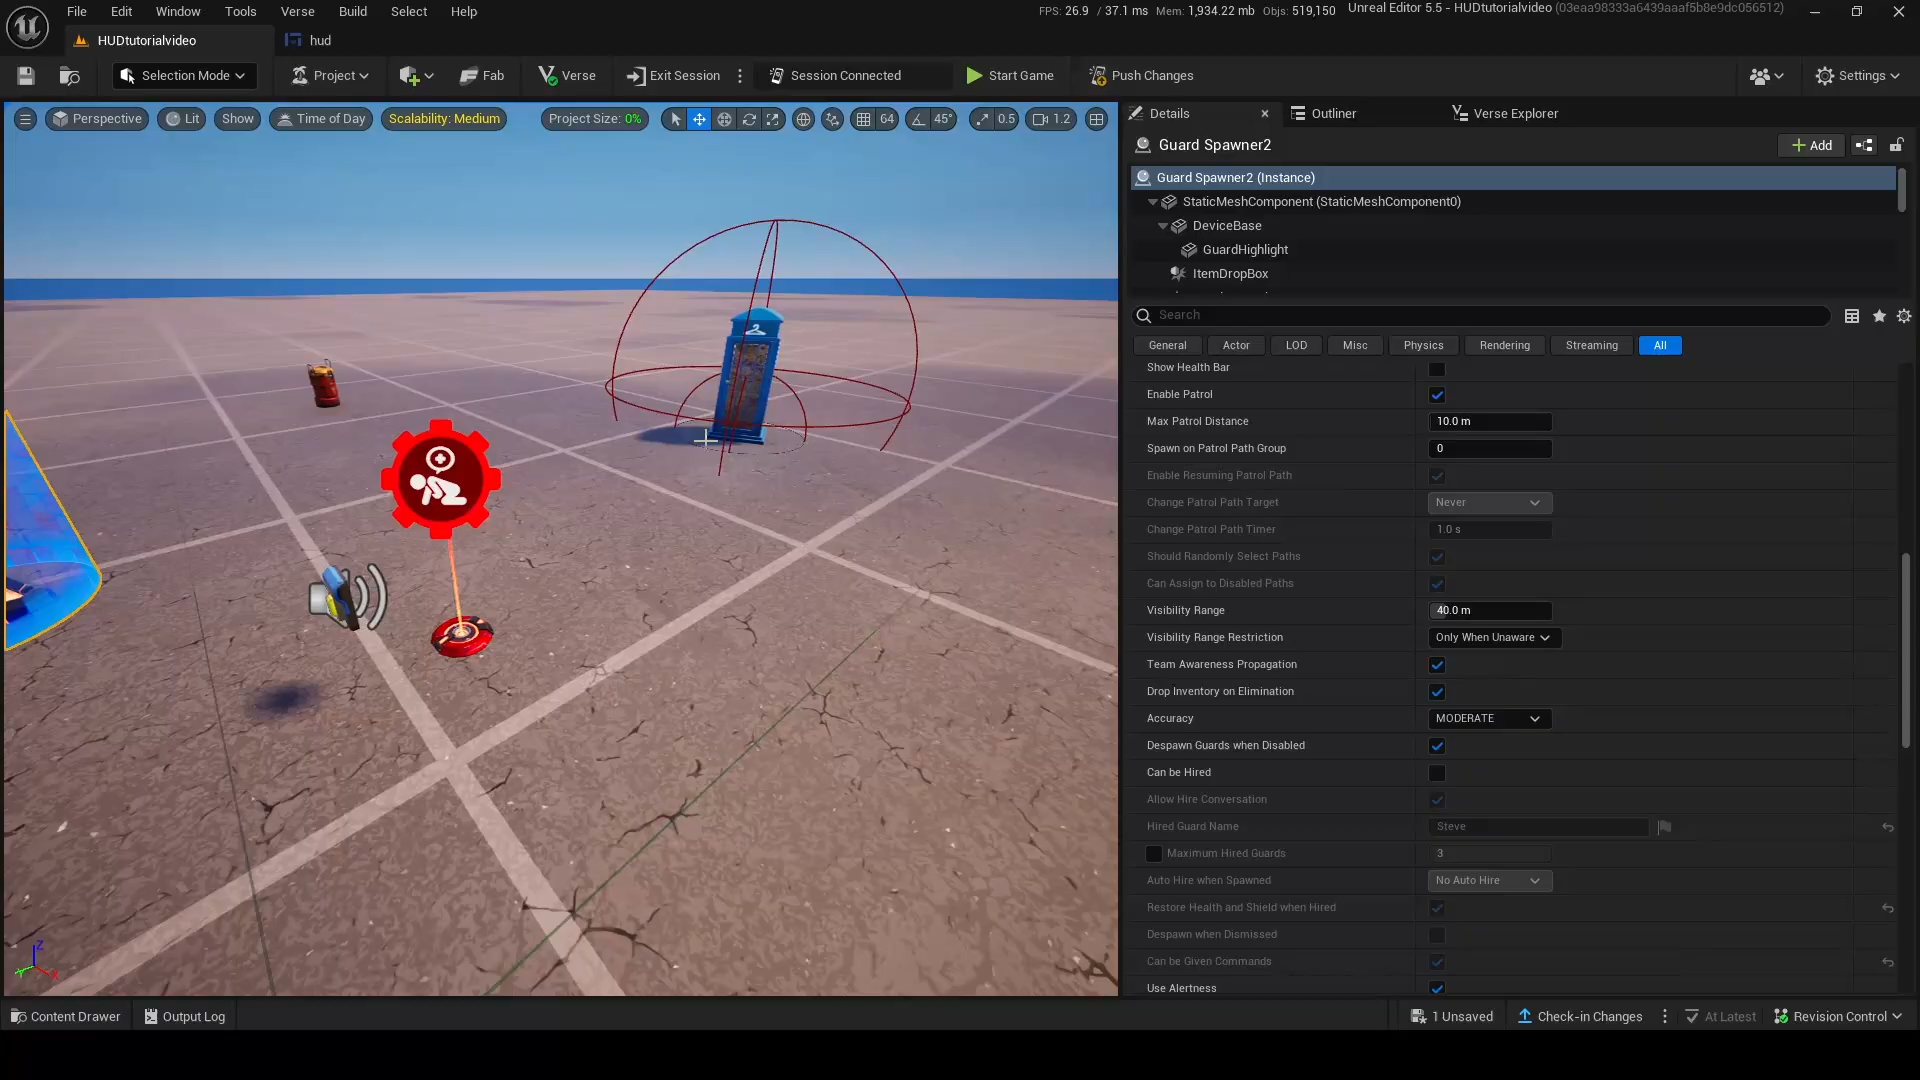 File Edit Window Tools Verse Build Select Help
FPS: 26.9 / 37.1 ms Mem: 1,934.22 mb Objs: 519,150 Unreal Editor 5.5 - HUDtutorialvideo (03eaa98333a6439aaaf5b8e9dc056512)
HUDtutorialvideo hud
Selection Mode Project Fab Verse Exit Session Session Connected Start Game Push Changes Settings
Perspective Lit Show Time of Day Scalability: Medium Project Size: 0% 64 45° 0.5 1.2
Details Outliner Verse Explorer
Guard Spawner2 Add
Guard Spawner2 (Instance)
StaticMeshComponent (StaticMeshComponent0)
DeviceBase
GuardHighlight
ItemDropBox
Search
General Actor LOD Misc Physics Rendering Streaming All
Show Health Bar
Enable Patrol
Max Patrol Distance 10.0 m
Spawn on Patrol Path Group 0
Enable Resuming Patrol Path
Change Patrol Path Target Never
Change Patrol Path Timer 1.0 s
Should Randomly Select Paths
Can Assign to Disabled Paths
Visibility Range 40.0 m
Visibility Range Restriction Only When Unaware
Team Awareness Propagation
Drop Inventory on Elimination
Accuracy MODERATE
Despawn Guards when Disabled
Can be Hired
Allow Hire Conversation
Hired Guard Name Steve
Maximum Hired Guards 3
Auto Hire when Spawned No Auto Hire
Restore Health and Shield when Hired
Despawn when Dismissed
Can be Given Commands
Use Alertness
Z
Content Drawer Output Log 1 Unsaved Check-in Changes At Latest Revision Control